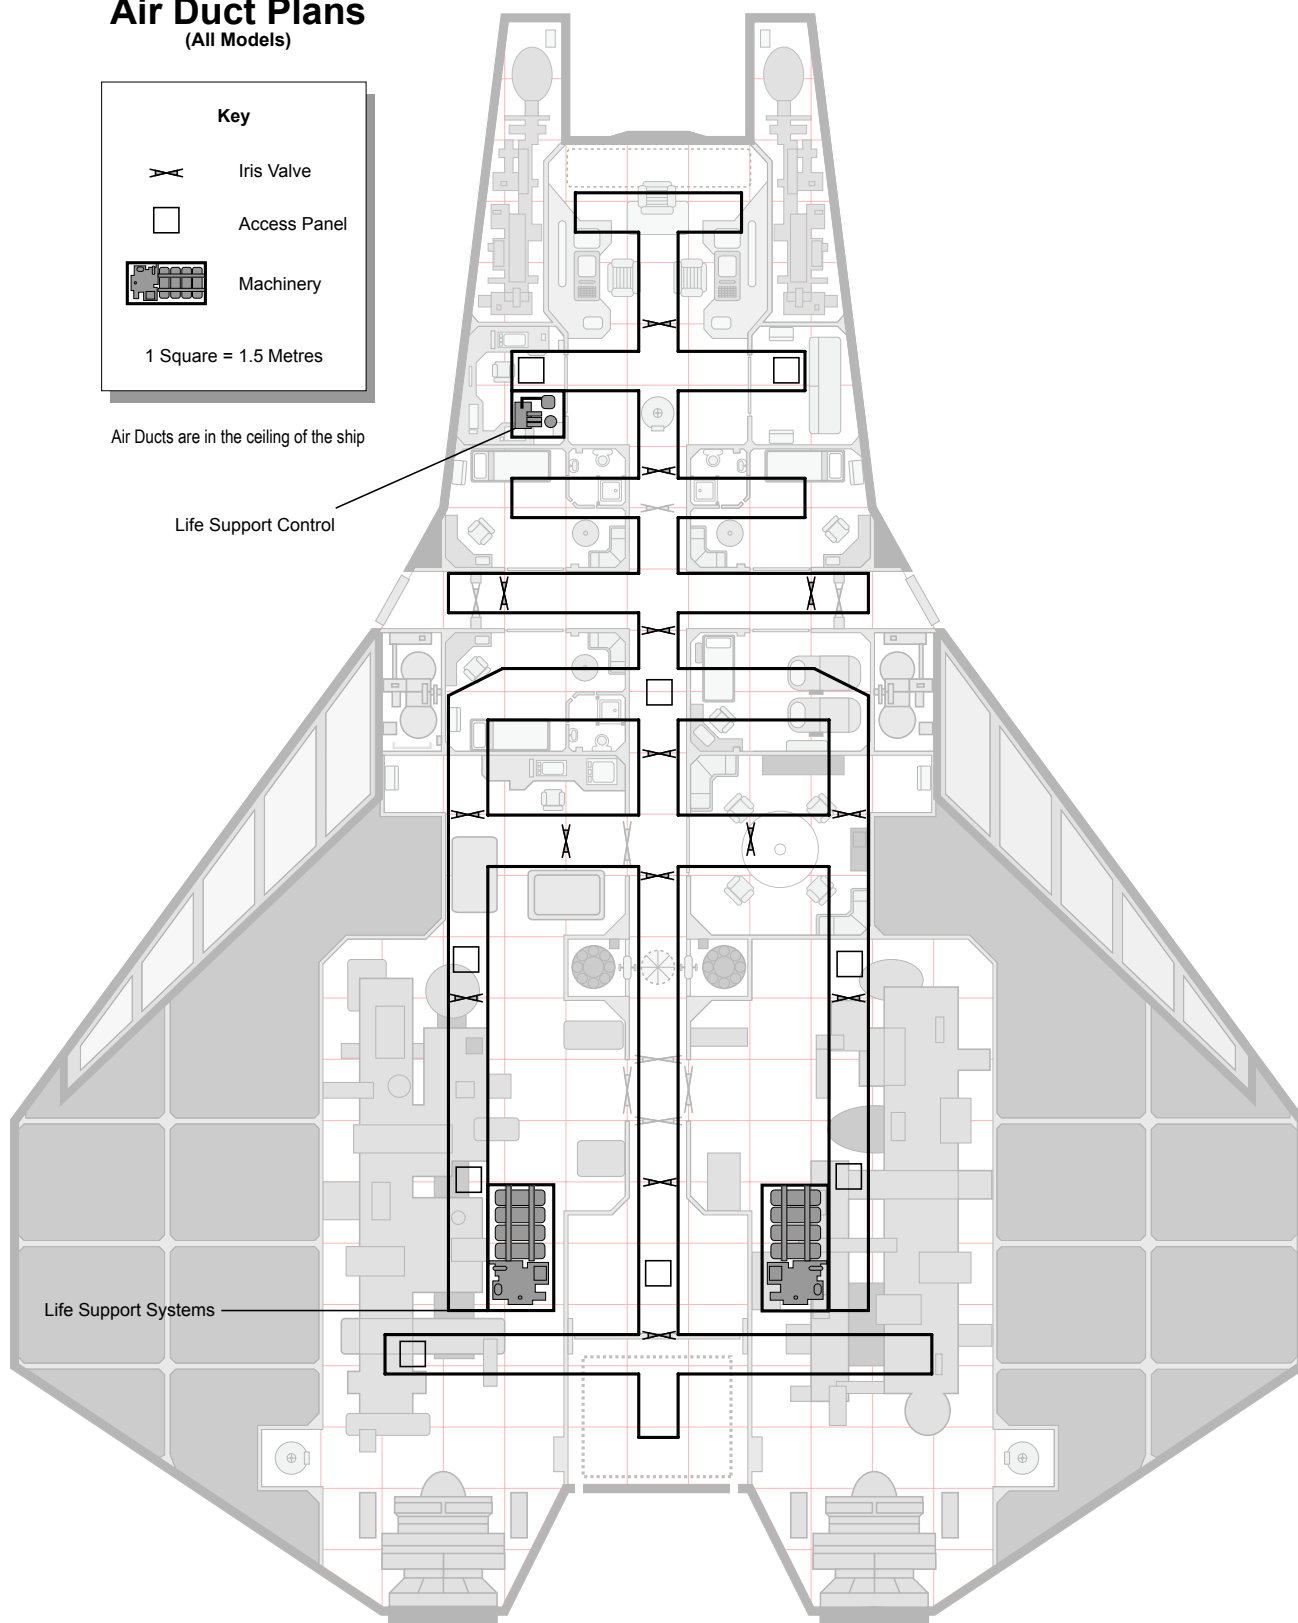 Air Duct Plans
(All Models)
Key
Iris Valve
Access Panel
Machinery
1 Square = 1.5 Metres
Air Ducts are in the ceiling of the ship
Life Support Control
Life Support Systems